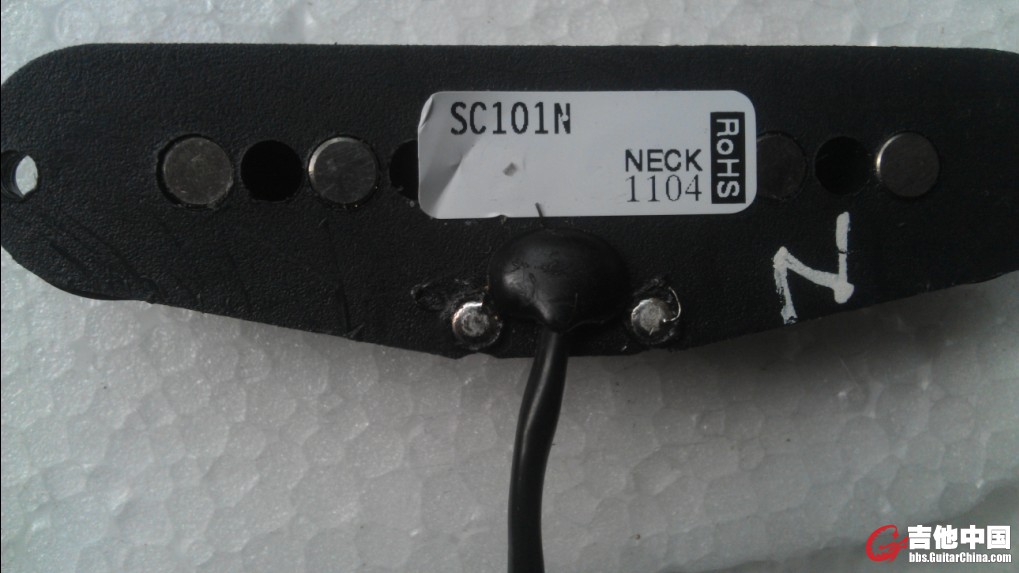 SC101N
NECK
1104
RoHS
N
吉他中国
bbs.GuitarChina.com